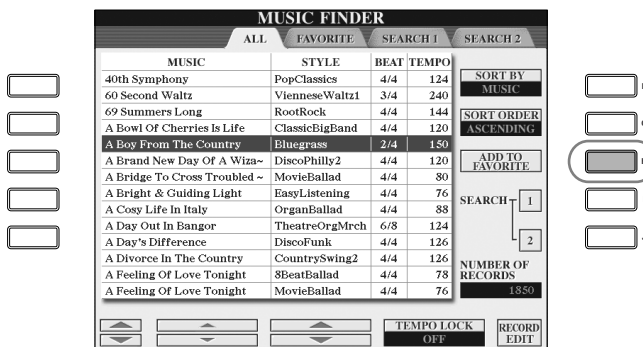 MUSIC FINDER
ALL FAVORITE SEARCH 1 SEARCH 2
MUSIC STYLE BEAT TEMPO
40th Symphony PopClassics 4/4 124
60 Second Waltz VienneseWaltz1 3/4 240
69 Summers Long RootRock 4/4 144
A Bowl Of Cherries Is Life ClassicBigBand 4/4 120
A Boy From The Country Bluegrass 2/4 150
A Brand New Day Of A Wiza~ DiscoPhilly2 4/4 120
A Bridge To Cross Troubled ~ MovieBallad 4/4 80
A Bright & Guiding Light EasyListening 4/4 76
A Cosy Life In Italy OrganBallad 4/4 88
A Day Out In Bangor TheatreOrgMrch 6/8 124
A Day's Difference DiscoFunk 4/4 126
A Divorce In The Country CountrySwing2 4/4 126
A Feeling Of Love Tonight 8BeatBallad 4/4 78
A Feeling Of Love Tonight MovieBallad 4/4 76
SORT BY
MUSIC
SORT ORDER
ASCENDING
ADD TO
FAVORITE
SEARCH 1
2
NUMBER OF
RECORDS
1850
TEMPO LOCK
OFF
RECORD
EDIT